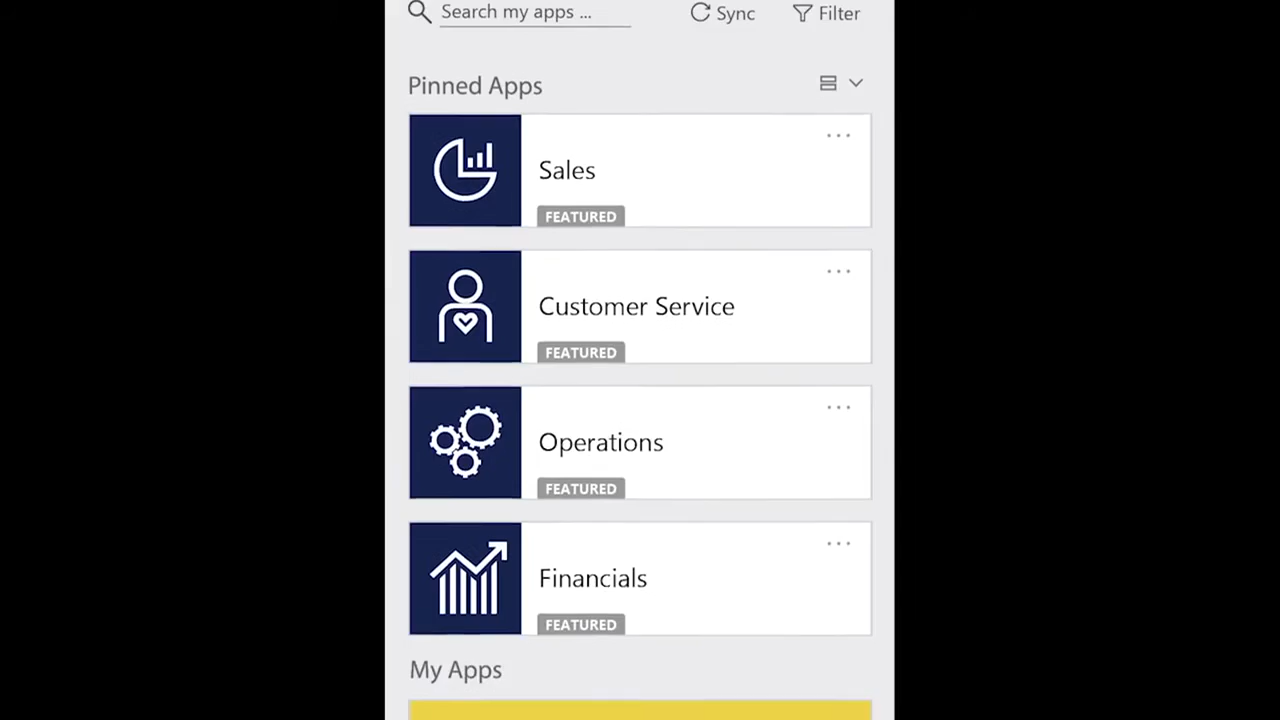 Search my apps ...
Sync
Filter
Pinned Apps
Sales
FEATURED
Customer Service
FEATURED
Operations
FEATURED
Financials
FEATURED
My Apps